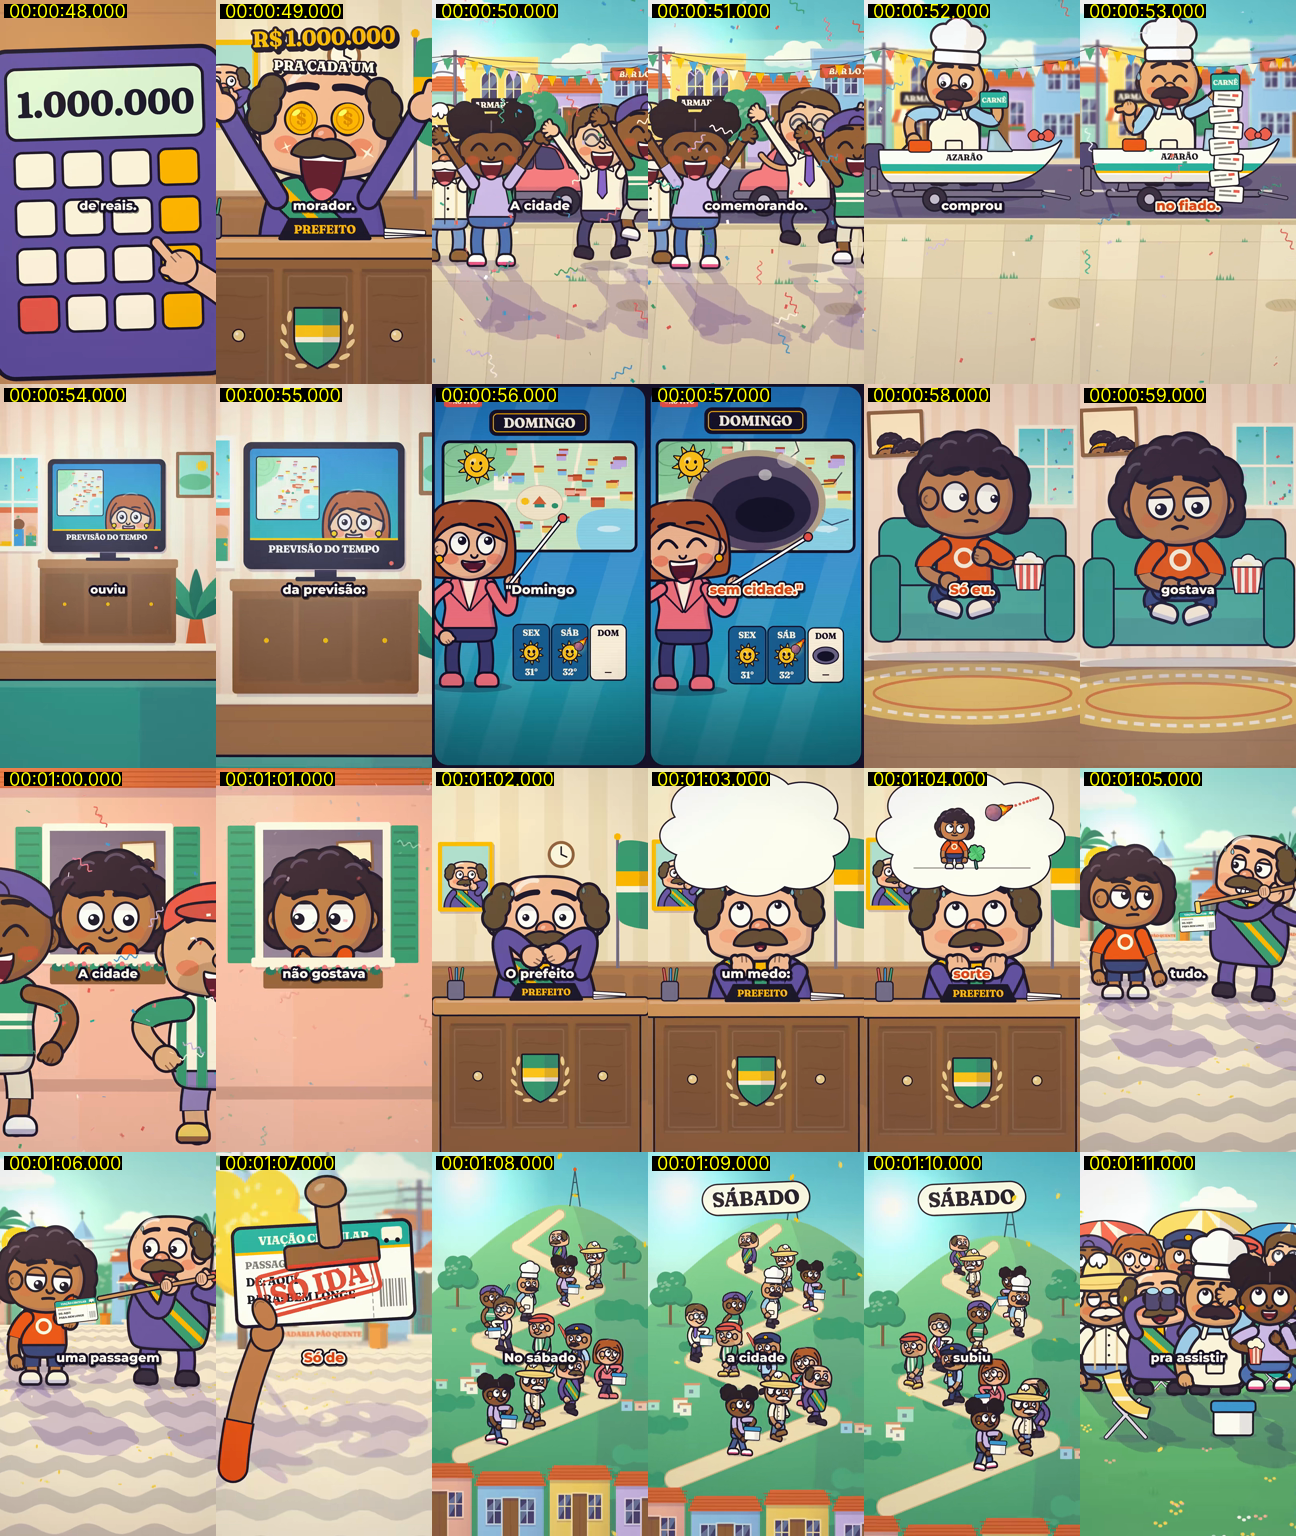 00:00:48.000
1.000.000
de reais.
00:00:49.000
R$ 1.000.000
PRA CADA UM
morador.
PREFEITO
00:00:50.000
A cidade
00:00:51.000
comemorando.
00:00:52.000
CARNÊ
AZARÃO
comprou
00:00:53.000
CARNÊ
AZARÃO
no fiado.
00:00:54.000
PREVISÃO DO TEMPO
ouviu
00:00:55.000
PREVISÃO DO TEMPO
da previsão:
00:00:56.000
DOMINGO
"Domingo
SEX SÁB DOM
31° 32° –
00:00:57.000
DOMINGO
sem cidade."
SEX SÁB DOM
31° 32° –
00:00:58.000
Só eu.
00:00:59.000
gostava
00:01:00.000
A cidade
00:01:01.000
não gostava
00:01:02.000
O prefeito
PREFEITO
00:01:03.000
um medo:
PREFEITO
00:01:04.000
sorte
PREFEITO
00:01:05.000
tudo.
00:01:06.000
uma passagem
00:01:07.000
SÓ IDA
PADARIA PÃO QUENTE
Só de
00:01:08.000
No sábado
00:01:09.000
SÁBADO
a cidade
00:01:10.000
SÁBADO
subiu
00:01:11.000
pra assistir